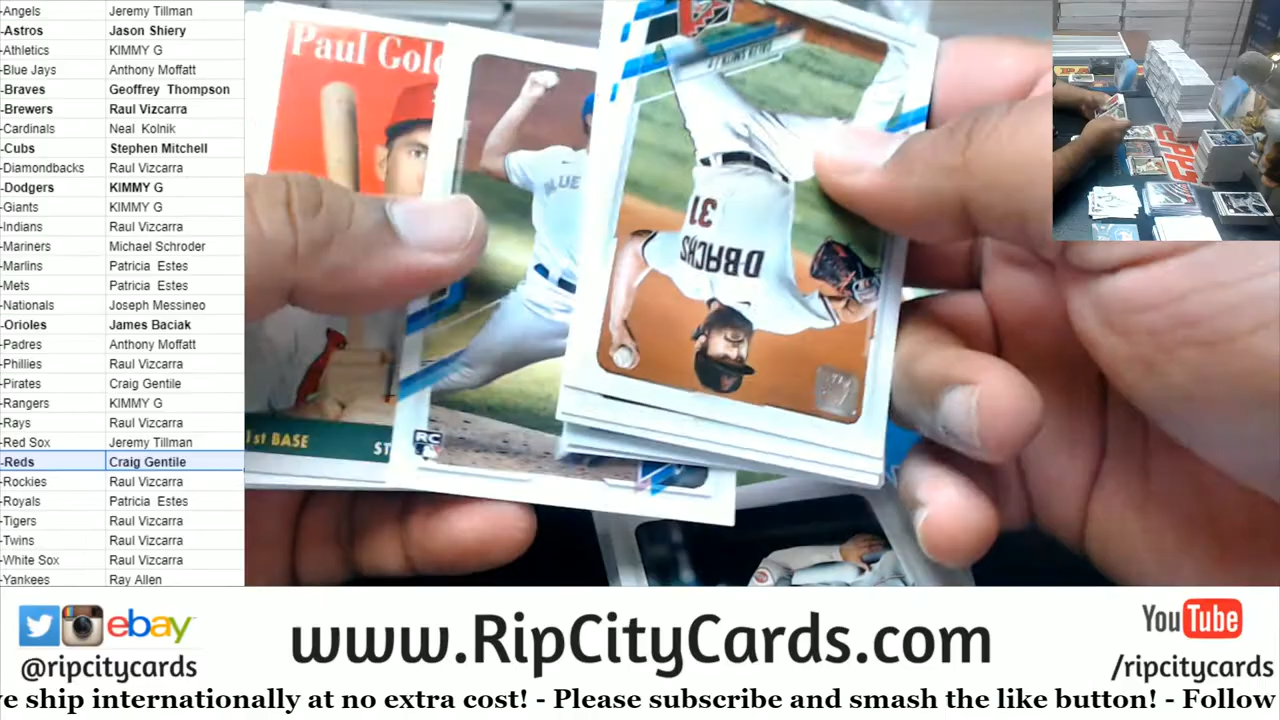 -Angels Jeremy Tillman
-Astros Jason Shiery
-Athletics KIMMY G
-Blue Jays Anthony Moffatt
-Braves Geoffrey Thompson
-Brewers Raul Vizcarra
-Cardinals Neal Kolnik
-Cubs Stephen Mitchell
-Diamondbacks Raul Vizcarra
-Dodgers KIMMY G
-Giants KIMMY G
-Indians Raul Vizcarra
-Mariners Michael Schroder
-Marlins Patricia Estes
-Mets Patricia Estes
-Nationals Joseph Messineo
-Orioles James Baciak
-Padres Anthony Moffatt
-Phillies Raul Vizcarra
-Pirates Craig Gentile
-Rangers KIMMY G
-Rays Raul Vizcarra
-Red Sox Jeremy Tillman
-Reds Craig Gentile
-Rockies Raul Vizcarra
-Royals Patricia Estes
-Tigers Raul Vizcarra
-Twins Raul Vizcarra
-White Sox Raul Vizcarra
-Yankees Ray Allen
Paul Gol
1st BASE ST
BLUE
RC
DBACKS
31
ebay
@ripcitycards
www.RipCityCards.com
YouTube
/ripcitycards
ve ship internationally at no extra cost! - Please subscribe and smash the like button! - Follow